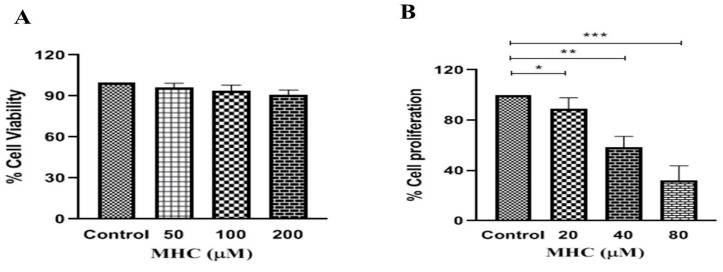 A
% Cell Viability
120
90
60
30
0
Control 50 100 200
MHC (µM)
B
***
**
*
% Cell proliferation
120
80
40
0
Control 20 40 80
MHC (µM)